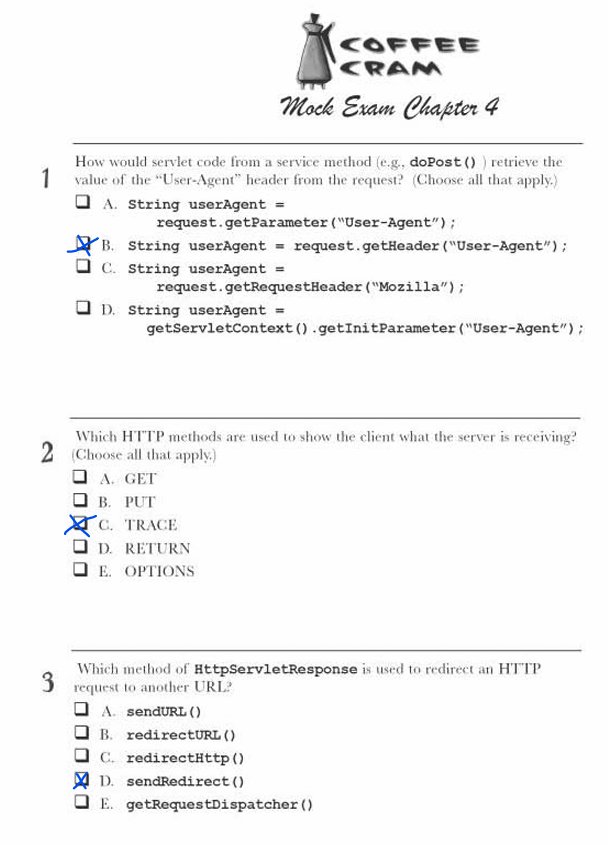 COFFEE
CRAM
Mock Exam Chapter 4
1 How would servlet code from a service method (e.g., doPost() ) retrieve the
value of the “User-Agent” header from the request? (Choose all that apply.)
A. String userAgent =
request.getParameter(“User-Agent”);
B. String userAgent = request.getHeader(“User-Agent”);
C. String userAgent =
request.getRequestHeader(“Mozilla”);
D. String userAgent =
getServletContext().getInitParameter(“User-Agent”);
2 Which HTTP methods are used to show the client what the server is receiving?
(Choose all that apply.)
A. GET
B. PUT
C. TRACE
D. RETURN
E. OPTIONS
3 Which method of HttpServletResponse is used to redirect an HTTP
request to another URL?
A. sendURL()
B. redirectURL()
C. redirectHttp()
D. sendRedirect()
E. getRequestDispatcher()